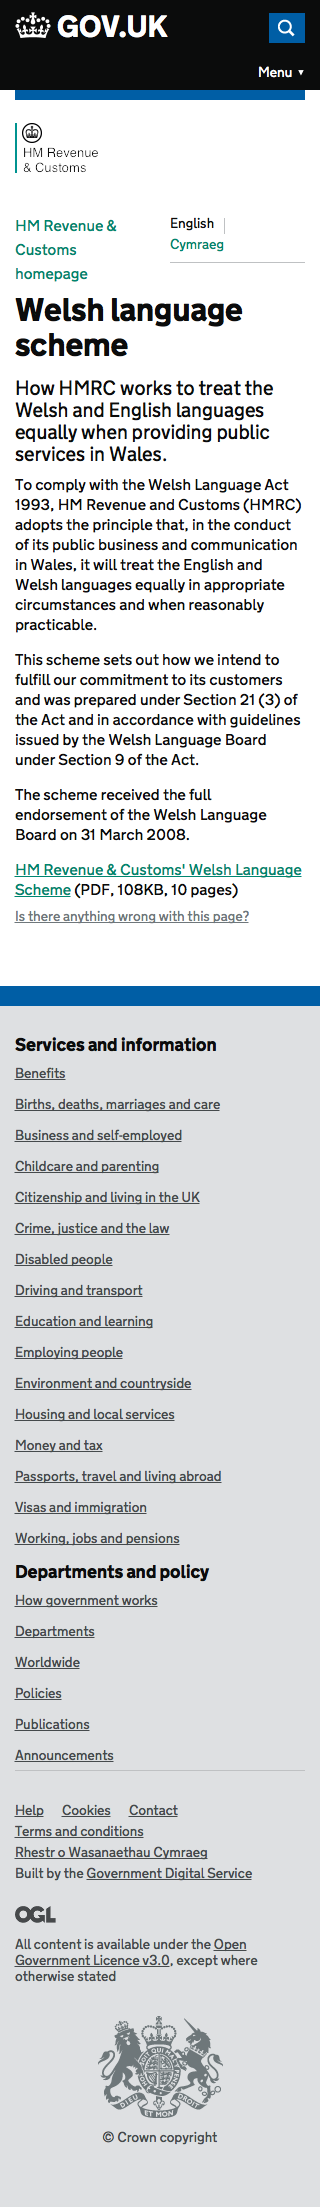 GOV.UK
Menu ▼
HM Revenue
& Customs
HM Revenue &
Customs
homepage
English
Cymraeg
Welsh language
scheme
How HMRC works to treat the
Welsh and English languages
equally when providing public
services in Wales.
To comply with the Welsh Language Act
1993, HM Revenue and Customs (HMRC)
adopts the principle that, in the conduct
of its public business and communication
in Wales, it will treat the English and
Welsh languages equally in appropriate
circumstances and when reasonably
practicable.
This scheme sets out how we intend to
fulfill our commitment to its customers
and was prepared under Section 21 (3) of
the Act and in accordance with guidelines
issued by the Welsh Language Board
under Section 9 of the Act.
The scheme received the full
endorsement of the Welsh Language
Board on 31 March 2008.
HM Revenue & Customs' Welsh Language
Scheme (PDF, 108KB, 10 pages)
Is there anything wrong with this page?
Services and information
Benefits
Births, deaths, marriages and care
Business and self-employed
Childcare and parenting
Citizenship and living in the UK
Crime, justice and the law
Disabled people
Driving and transport
Education and learning
Employing people
Environment and countryside
Housing and local services
Money and tax
Passports, travel and living abroad
Visas and immigration
Working, jobs and pensions
Departments and policy
How government works
Departments
Worldwide
Policies
Publications
Announcements
Help Cookies Contact
Terms and conditions
Rhestr o Wasanaethau Cymraeg
Built by the Government Digital Service
OGL
All content is available under the Open
Government Licence v3.0, except where
otherwise stated
DIEU ET MON DROIT
© Crown copyright